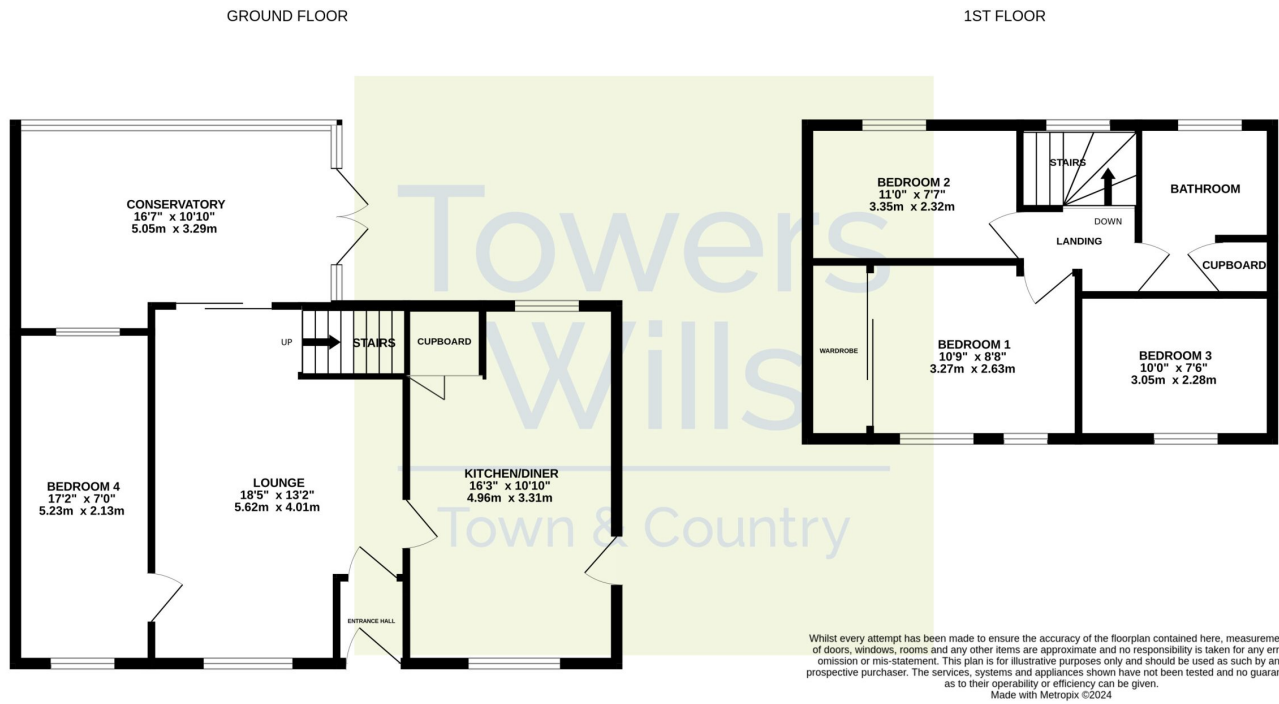 GROUND FLOOR
1ST FLOOR
CONSERVATORY
16'7" x 10'10"
5.05m x 3.29m
UP
STAIRS
CUPBOARD
BEDROOM 4
17'2" x 7'0"
5.23m x 2.13m
LOUNGE
18'5" x 13'2"
5.62m x 4.01m
KITCHEN/DINER
16'3" x 10'10"
4.96m x 3.31m
ENTRANCE HALL
Towers
Wills
Town & Country
BEDROOM 2
11'0" x 7'7"
3.35m x 2.32m
STAIRS
DOWN
LANDING
BATHROOM
CUPBOARD
WARDROBE
BEDROOM 1
10'9" x 8'8"
3.27m x 2.63m
BEDROOM 3
10'0" x 7'6"
3.05m x 2.28m
Whilst every attempt has been made to ensure the accuracy of the floorplan contained here, measureme
of doors, windows, rooms and any other items are approximate and no responsibility is taken for any err
omission or mis-statement. This plan is for illustrative purposes only and should be used as such by an
prospective purchaser. The services, systems and appliances shown have not been tested and no guaran
as to their operability or efficiency can be given.
Made with Metropix ©2024